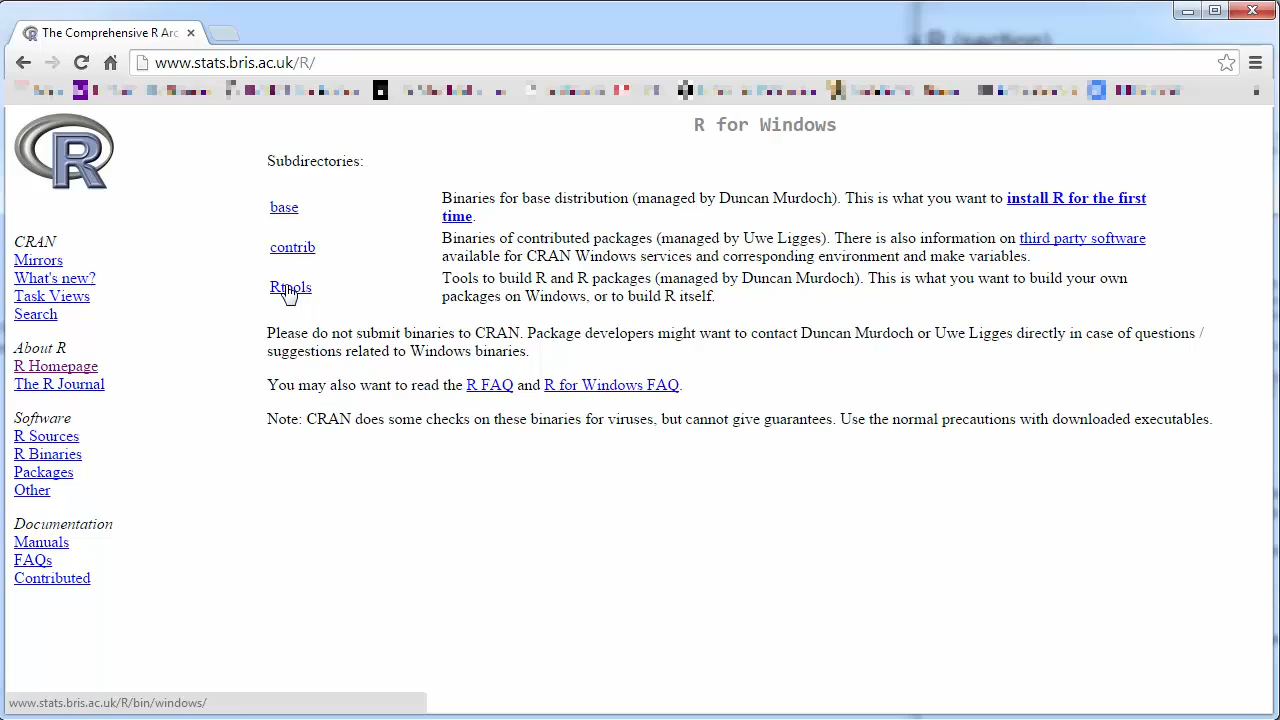 R (section)
The Comprehensive R Arc
www.stats.bris.ac.uk/R/
R
R for Windows
Subdirectories:
base
Binaries for base distribution (managed by Duncan Murdoch). This is what you want to install R for the first
time.
contrib
Binaries of contributed packages (managed by Uwe Ligges). There is also information on third party software
available for CRAN Windows services and corresponding environment and make variables.
Rtools
Tools to build R and R packages (managed by Duncan Murdoch). This is what you want to build your own
packages on Windows, or to build R itself.
Please do not submit binaries to CRAN. Package developers might want to contact Duncan Murdoch or Uwe Ligges directly in case of questions /
suggestions related to Windows binaries.
You may also want to read the R FAQ and R for Windows FAQ.
Note: CRAN does some checks on these binaries for viruses, but cannot give guarantees. Use the normal precautions with downloaded executables.
CRAN
Mirrors
What's new?
Task Views
Search
About R
R Homepage
The R Journal
Software
R Sources
R Binaries
Packages
Other
Documentation
Manuals
FAQs
Contributed
www.stats.bris.ac.uk/R/bin/windows/